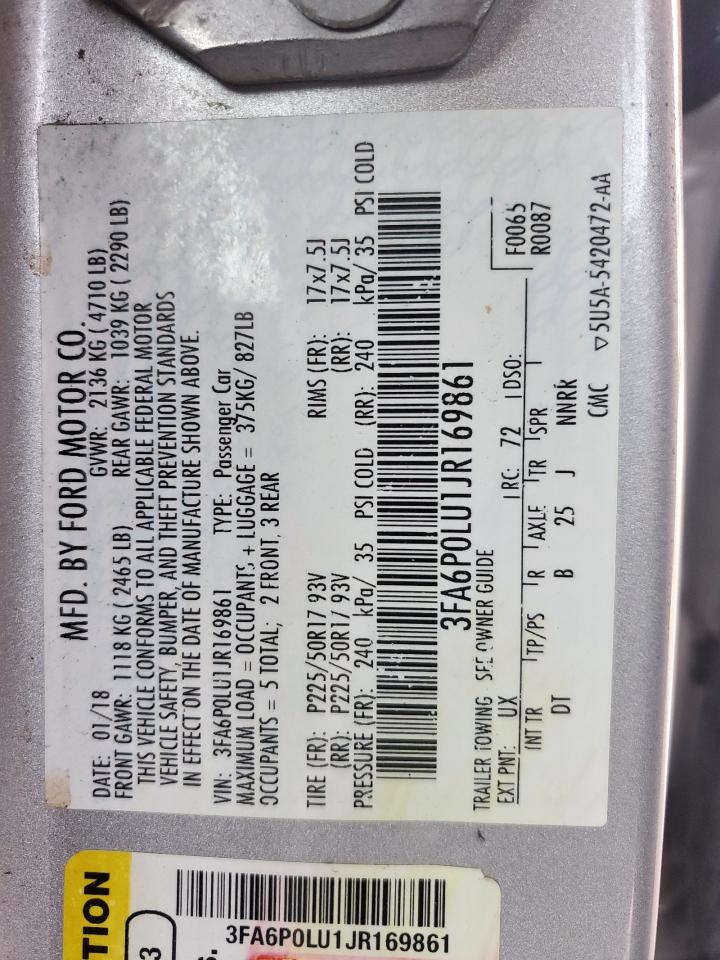 MFD. BY FORD MOTOR CO.
DATE: 01/18 GVWR: 2136 KG ( 4710 LB)
FRONT GAWR: 1118 KG ( 2465 LB) REAR GAWR: 1039 KG ( 2290 LB)
THIS VEHICLE CONFORMS TO ALL APPLICABLE FEDERAL MOTOR
VEHICLE SAFETY, BUMPER, AND THEFT PREVENTION STANDARDS
IN EFFECT ON THE DATE OF MANUFACTURE SHOWN ABOVE.
VIN: 3FA6P0LU1JR169861 TYPE: Passenger Car
MAXIMUM LOAD = OCCUPANTS + LUGGAGE = 375KG/ 827LB
OCCUPANTS = 5 TOTAL; 2 FRONT, 3 REAR
TIRE (FR): P225/50R17 93V RIMS (FR): 17x7.5J
(RR): P225/50R17 93V (RR): 17x7.5J
PRESSURE (FR): 240 kPa/ 35 PSI COLD (RR): 240 kPa/ 35 PSI COLD
3FA6P0LU1JR169861
TRAILER TOWING SEE OWNER GUIDE
F0065
EXT PNT: UX RC: 72 DSO: R0087
INT TR TP/PS R AXLE TR SPR
DT B 25 J NNRk
CMC ▽5U5A-5420472-AA
TION
3
3FA6P0LU1JR169861